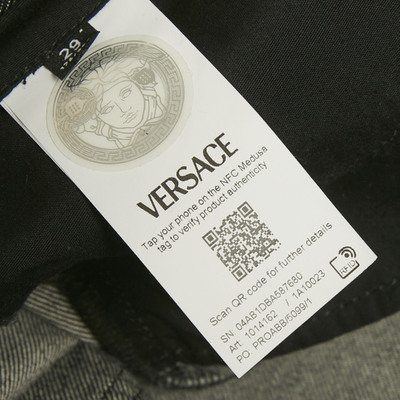 29
VERSACE
Tap your phone on the NFC Medusa
tag to verify product authenticity
Scan QR code for further details
SN: 04AB1DBA587680
Art: 1014162 / 1A10023
PO: PROABB/5099/1
RFID